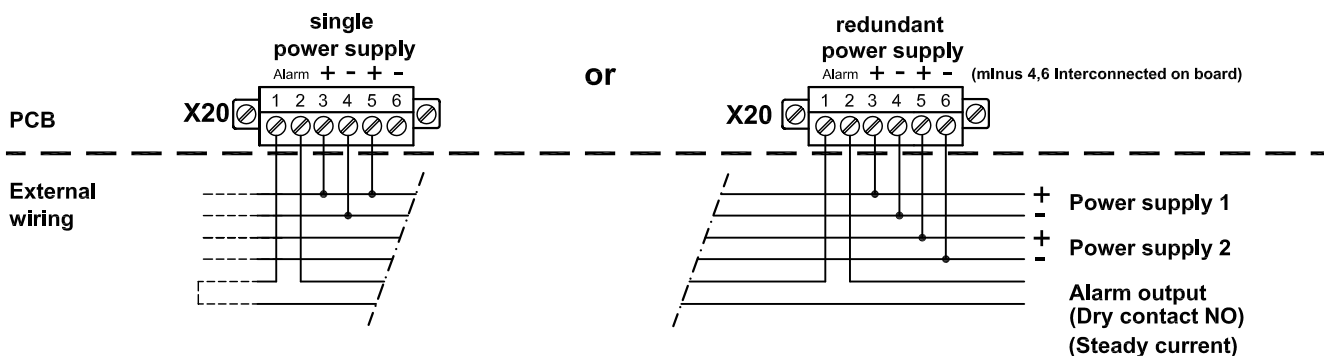 single
power supply
Alarm + - + -
X20
1 2 3 4 5 6
or
redundant
power supply
Alarm + - + - (mInus 4,6 Interconnected on board)
X20
1 2 3 4 5 6
PCB
External
wiring
+
- Power supply 1
+
- Power supply 2
Alarm output
(Dry contact NO)
(Steady current)